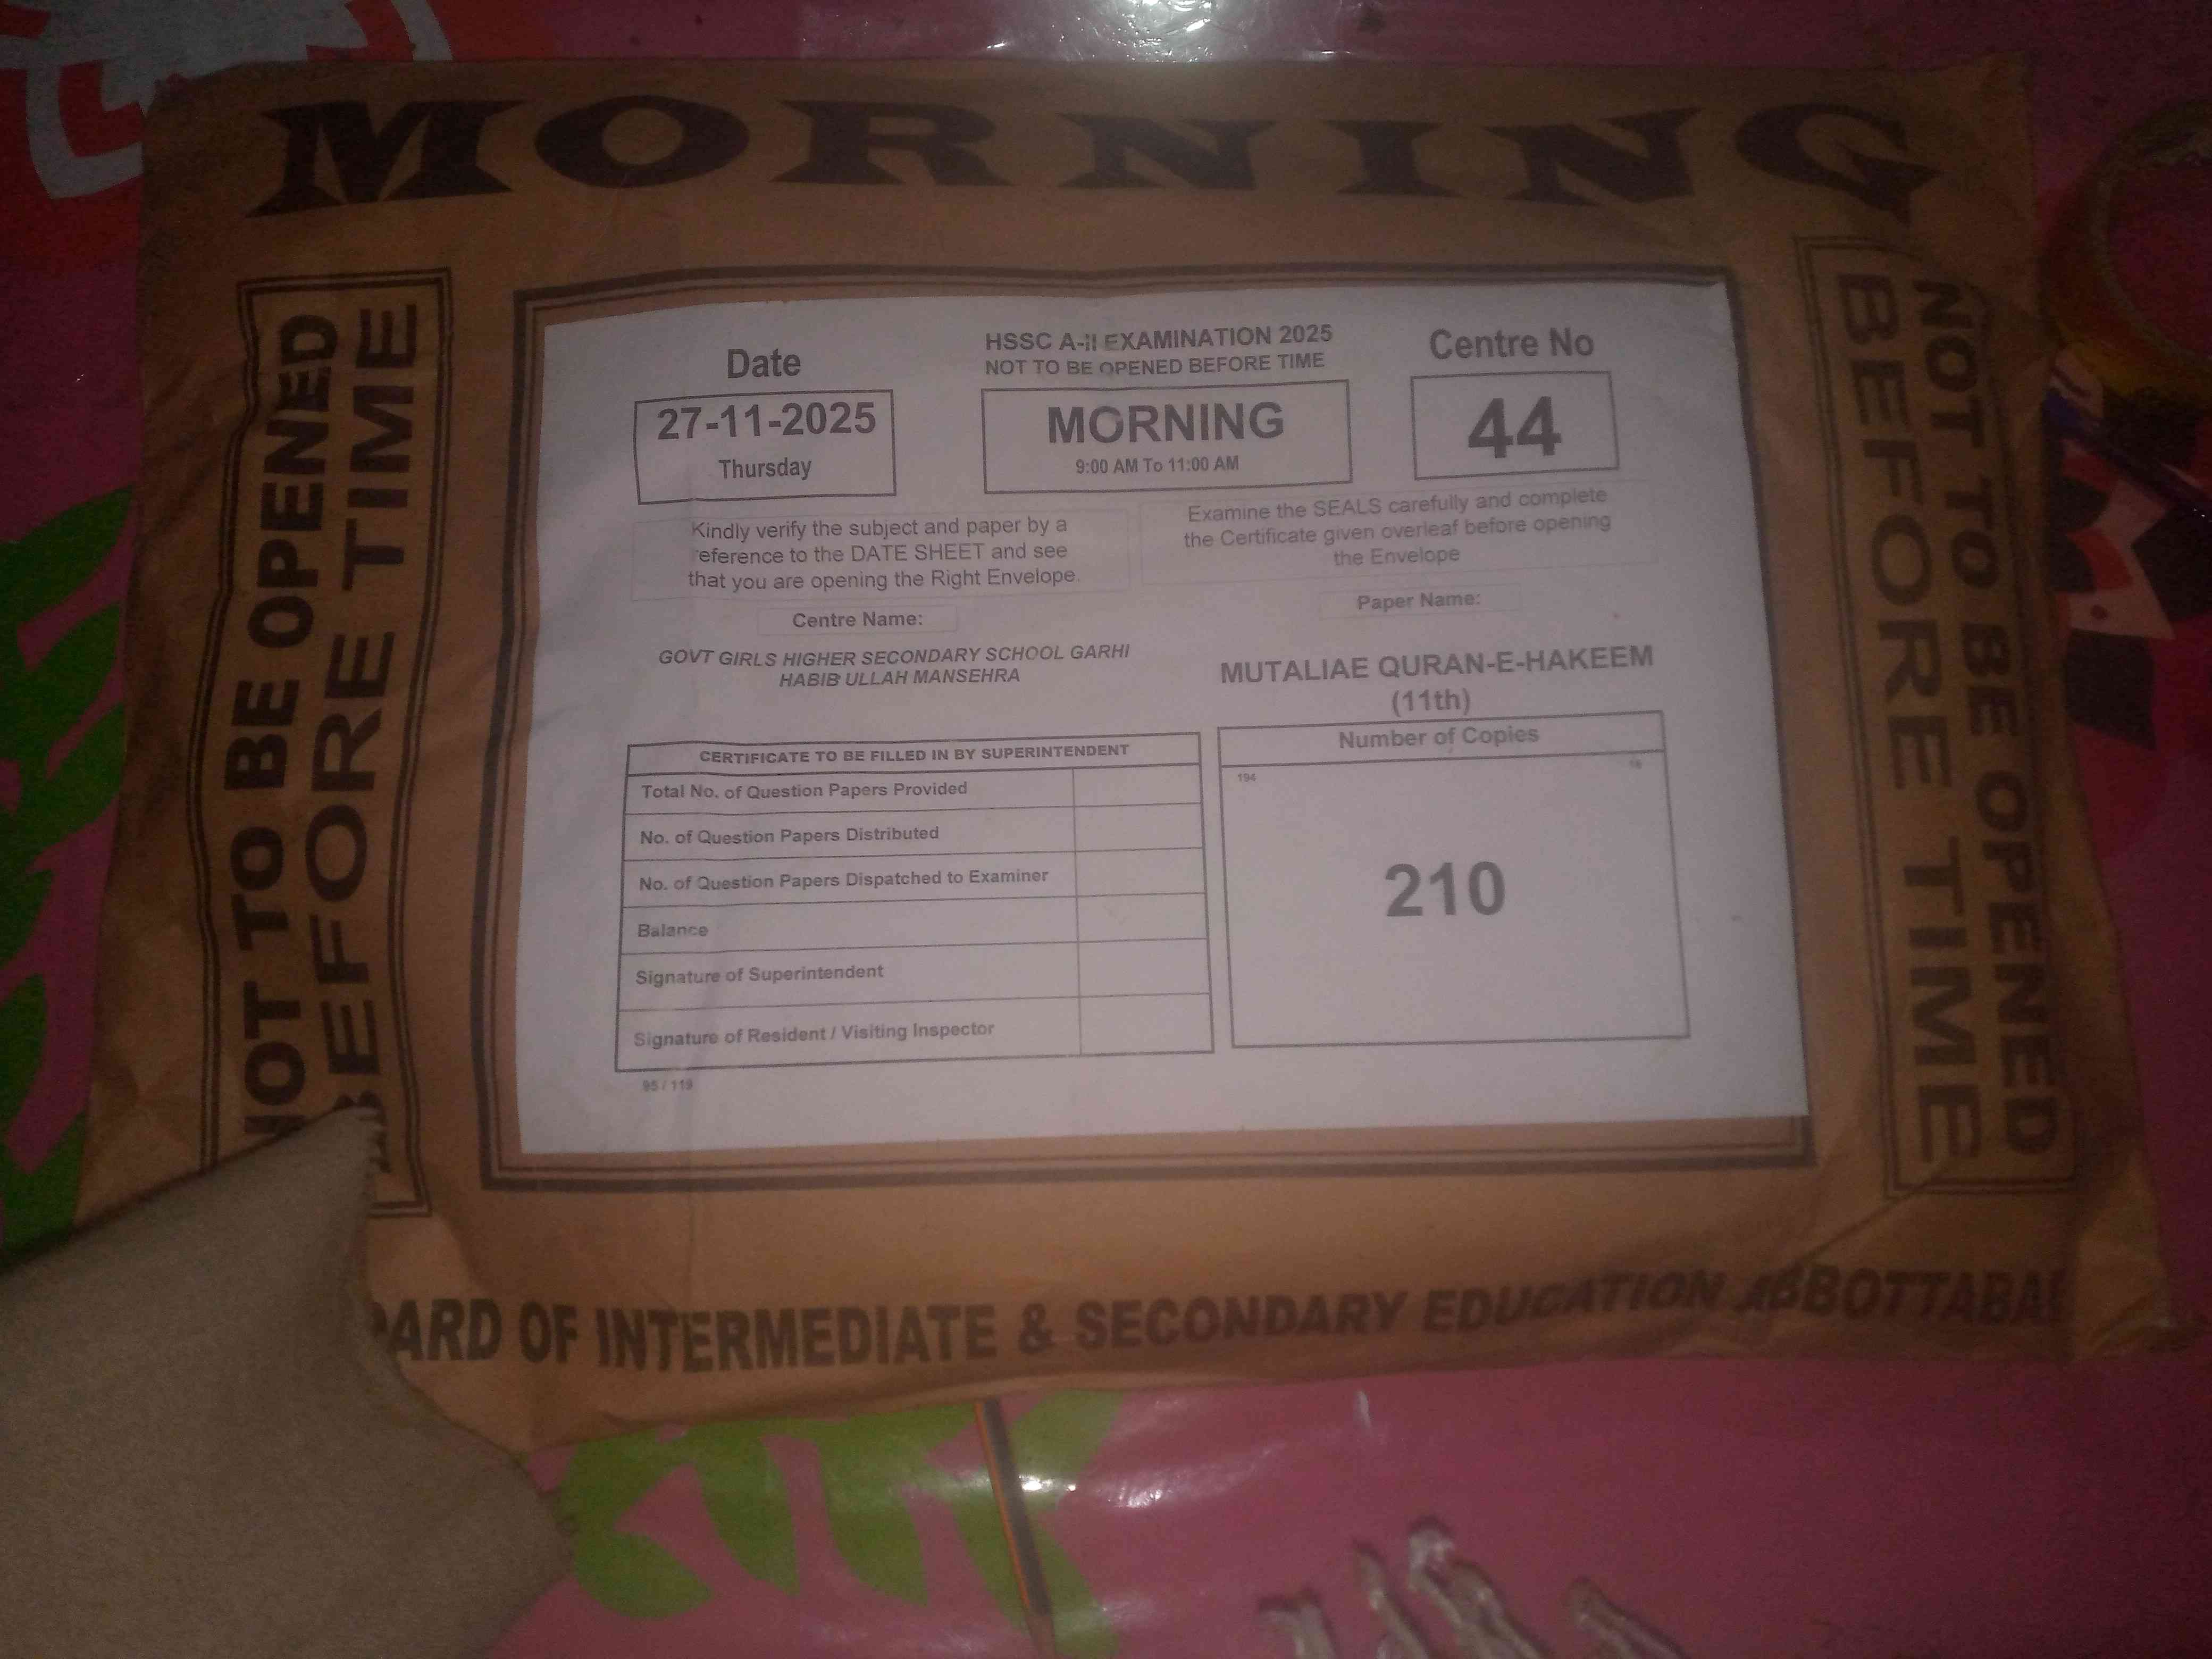 MORNING
NOT TO BE OPENED
BEFORE TIME
Date
27-11-2025
Thursday
HSSC A-II EXAMINATION 2025
NOT TO BE OPENED BEFORE TIME
MORNING
9:00 AM To 11:00 AM
Centre No
44
Kindly verify the subject and paper by a
reference to the DATE SHEET and see
that you are opening the Right Envelope.
Examine the SEALS carefully and complete
the Certificate given overleaf before opening
the Envelope
Centre Name:
GOVT GIRLS HIGHER SECONDARY SCHOOL GARHI
HABIB ULLAH MANSEHRA
Paper Name:
MUTALIAE QURAN-E-HAKEEM
(11th)
CERTIFICATE TO BE FILLED IN BY SUPERINTENDENT
Total No. of Question Papers Provided
No. of Question Papers Distributed
No. of Question Papers Dispatched to Examiner
Balance
Signature of Superintendent
Signature of Resident / Visiting Inspector
95 / 119
Number of Copies
194
210
NOT TO BE OPENED
BEFORE TIME
ARD OF INTERMEDIATE & SECONDARY EDUCATION ABBOTTABA